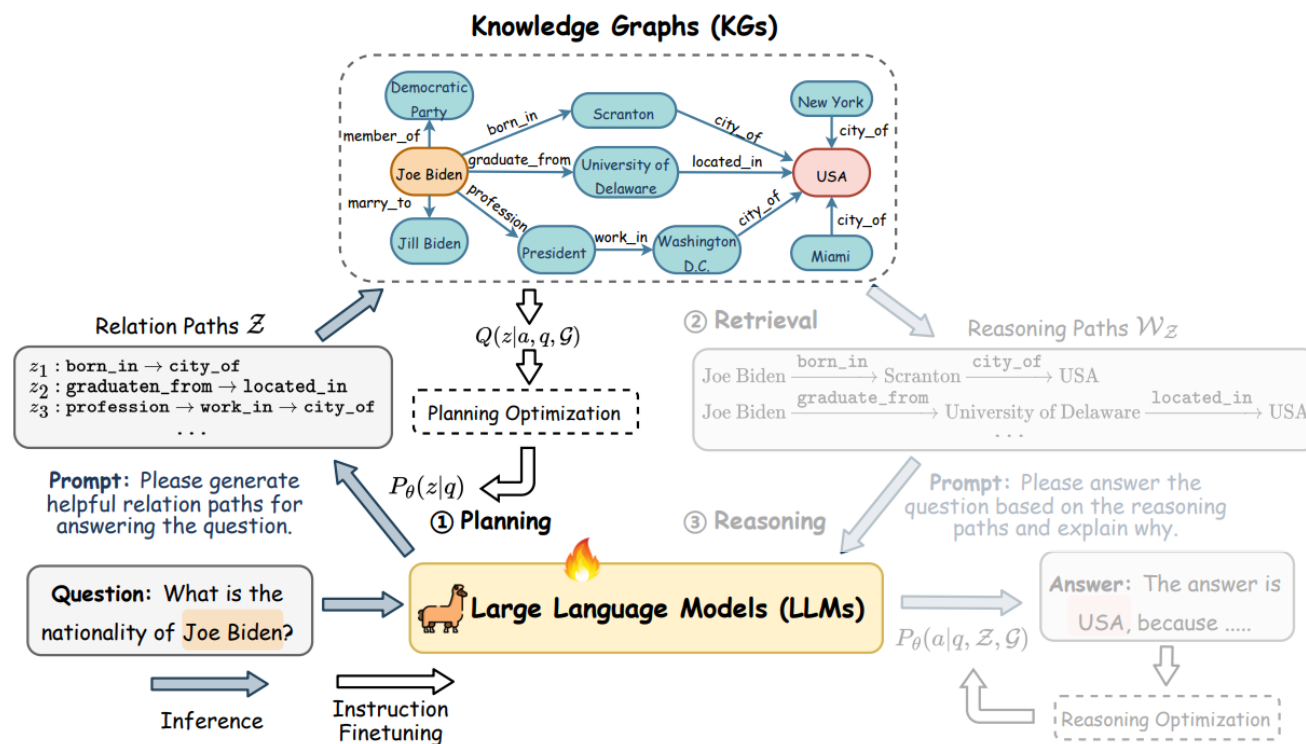 Knowledge Graphs (KGs)
Democratic
Party
member_of
Joe Biden
marry_to
Jill Biden
born_in
Scranton
city_of
graduate_from
University of
Delaware
located_in
profession
President
work_in
Washington
D.C.
city_of
New York
city_of
USA
city_of
Miami
Relation Paths Z
z1 : born_in → city_of
z2 : graduaten_from → located_in
z3 : profession → work_in → city_of
...
Q(z|a, q, G)
Planning Optimization
Pθ(z|q)
① Planning
Prompt: Please generate
helpful relation paths for
answering the question.
② Retrieval
Reasoning Paths WZ
Joe Biden born_in Scranton city_of USA
Joe Biden graduate_from University of Delaware located_in USA
...
③ Reasoning
Prompt: Please answer the
question based on the reasoning
paths and explain why.
Question: What is the
nationality of Joe Biden?
Large Language Models (LLMs)
Pθ(a|q, Z, G)
Answer: The answer is
USA, because .....
Reasoning Optimization
Inference
Instruction
Finetuning